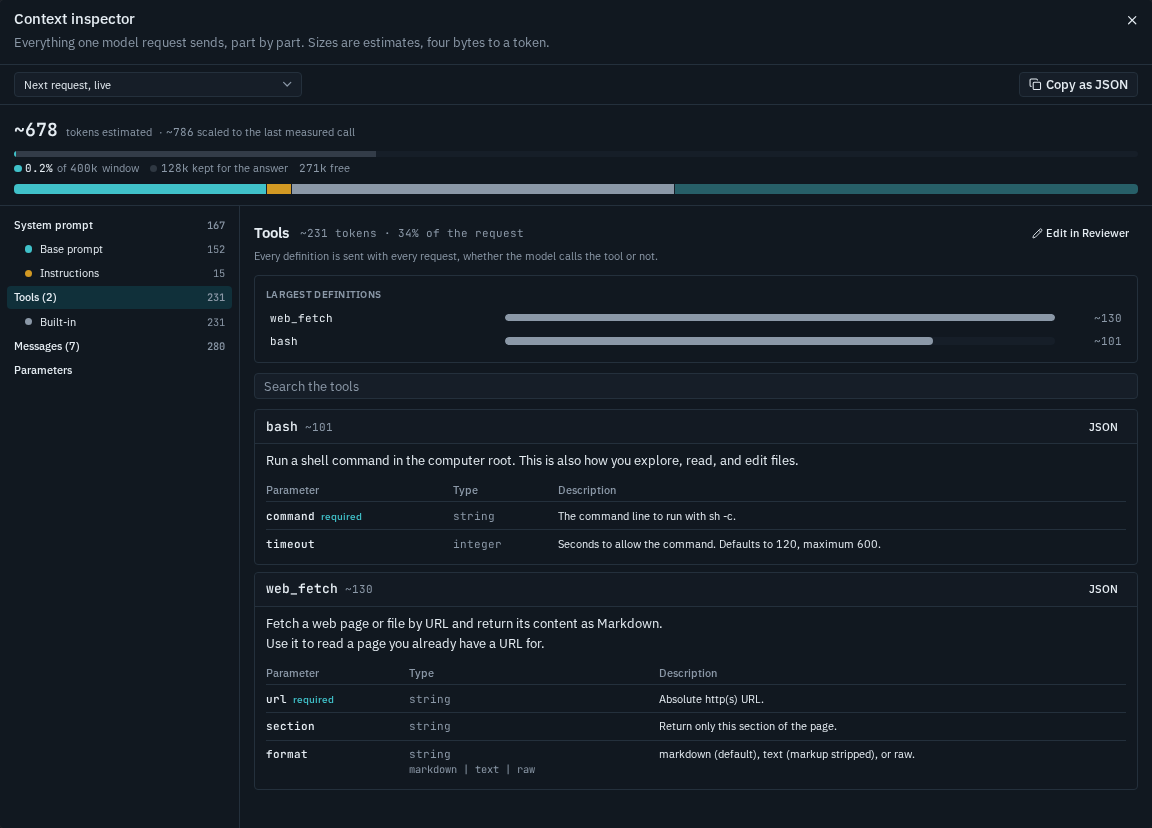 Context inspector
Everything one model request sends, part by part. Sizes are estimates, four bytes to a token.
Next request, live
Copy as JSON
~678 tokens estimated · ~786 scaled to the last measured call
0.2% of 400k window 128k kept for the answer 271k free
System prompt 167
Base prompt 152
Instructions 15
Tools (2) 231
Built-in 231
Messages (7) 280
Parameters
Tools ~231 tokens · 34% of the request
Edit in Reviewer
Every definition is sent with every request, whether the model calls the tool or not.
LARGEST DEFINITIONS
web_fetch ~130
bash ~101
Search the tools
bash ~101 JSON
Run a shell command in the computer root. This is also how you explore, read, and edit files.
Parameter Type Description
command required string The command line to run with sh -c.
timeout integer Seconds to allow the command. Defaults to 120, maximum 600.
web_fetch ~130 JSON
Fetch a web page or file by URL and return its content as Markdown.
Use it to read a page you already have a URL for.
Parameter Type Description
url required string Absolute http(s) URL.
section string Return only this section of the page.
format string markdown (default), text (markup stripped), or raw.
markdown | text | raw